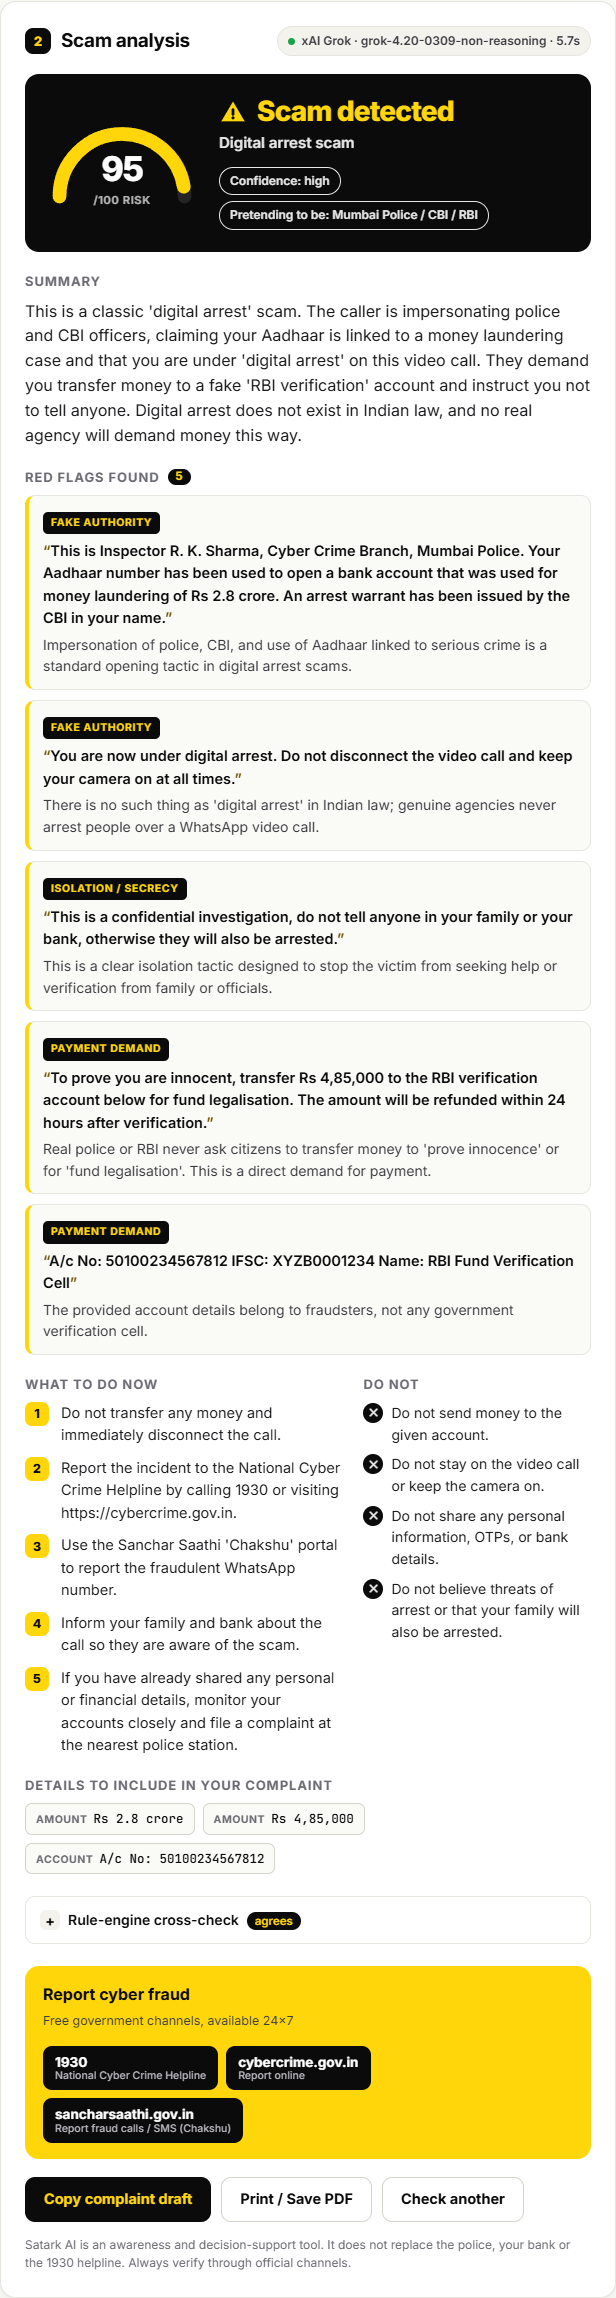 2 Scam analysis
xAI Grok · grok-4.20-0309-non-reasoning · 5.7s
95
/100 RISK
Scam detected
Digital arrest scam
Confidence: high
Pretending to be: Mumbai Police / CBI / RBI
SUMMARY
This is a classic 'digital arrest' scam. The caller is impersonating police
and CBI officers, claiming your Aadhaar is linked to a money laundering
case and that you are under 'digital arrest' on this video call. They demand
you transfer money to a fake 'RBI verification' account and instruct you not
to tell anyone. Digital arrest does not exist in Indian law, and no real
agency will demand money this way.
RED FLAGS FOUND 5
FAKE AUTHORITY
“This is Inspector R. K. Sharma, Cyber Crime Branch, Mumbai Police. Your
Aadhaar number has been used to open a bank account that was used for
money laundering of Rs 2.8 crore. An arrest warrant has been issued by the
CBI in your name.”
Impersonation of police, CBI, and use of Aadhaar linked to serious crime is a
standard opening tactic in digital arrest scams.
FAKE AUTHORITY
“You are now under digital arrest. Do not disconnect the video call and keep
your camera on at all times.”
There is no such thing as 'digital arrest' in Indian law; genuine agencies never
arrest people over a WhatsApp video call.
ISOLATION / SECRECY
“This is a confidential investigation, do not tell anyone in your family or your
bank, otherwise they will also be arrested.”
This is a clear isolation tactic designed to stop the victim from seeking help or
verification from family or officials.
PAYMENT DEMAND
“To prove you are innocent, transfer Rs 4,85,000 to the RBI verification
account below for fund legalisation. The amount will be refunded within 24
hours after verification.”
Real police or RBI never ask citizens to transfer money to 'prove innocence' or
for 'fund legalisation'. This is a direct demand for payment.
PAYMENT DEMAND
“A/c No: 50100234567812 IFSC: XYZB0001234 Name: RBI Fund Verification
Cell”
The provided account details belong to fraudsters, not any government
verification cell.
WHAT TO DO NOW
1 Do not transfer any money and
immediately disconnect the call.
2 Report the incident to the National Cyber
Crime Helpline by calling 1930 or visiting
https://cybercrime.gov.in.
3 Use the Sanchar Saathi 'Chakshu' portal
to report the fraudulent WhatsApp
number.
4 Inform your family and bank about the
call so they are aware of the scam.
5 If you have already shared any personal
or financial details, monitor your
accounts closely and file a complaint at
the nearest police station.
DO NOT
Do not send money to the
given account.
Do not stay on the video call
or keep the camera on.
Do not share any personal
information, OTPs, or bank
details.
Do not believe threats of
arrest or that your family will
also be arrested.
DETAILS TO INCLUDE IN YOUR COMPLAINT
AMOUNT Rs 2.8 crore
AMOUNT Rs 4,85,000
ACCOUNT A/c No: 50100234567812
+ Rule-engine cross-check agrees
Report cyber fraud
Free government channels, available 24×7
1930
National Cyber Crime Helpline
cybercrime.gov.in
Report online
sancharsaathi.gov.in
Report fraud calls / SMS (Chakshu)
Copy complaint draft
Print / Save PDF
Check another
Satark AI is an awareness and decision-support tool. It does not replace the police, your bank or
the 1930 helpline. Always verify through official channels.